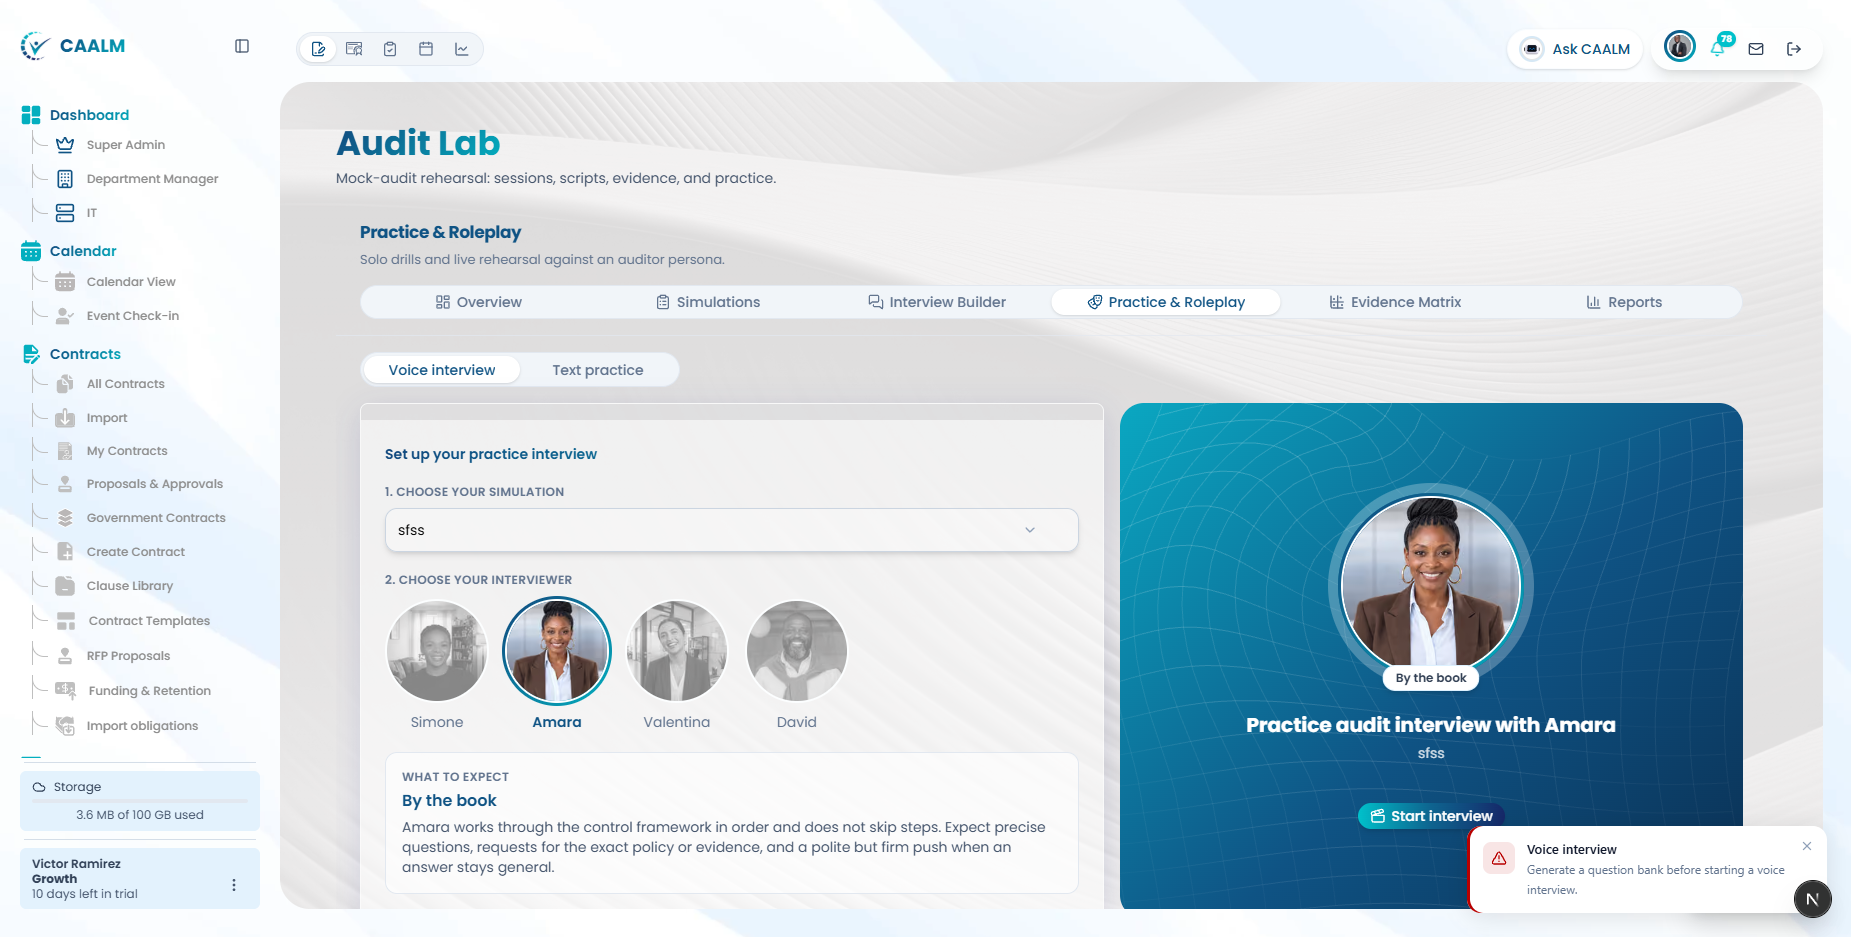 CAALM
Ask CAALM
78
Dashboard
Super Admin
Department Manager
IT
Calendar
Calendar View
Event Check-in
Contracts
All Contracts
Import
My Contracts
Proposals & Approvals
Government Contracts
Create Contract
Clause Library
Contract Templates
RFP Proposals
Funding & Retention
Import obligations
Storage
3.6 MB of 100 GB used
Victor Ramirez
Growth
10 days left in trial
Audit Lab
Mock-audit rehearsal: sessions, scripts, evidence, and practice.
Practice & Roleplay
Solo drills and live rehearsal against an auditor persona.
Overview
Simulations
Interview Builder
Practice & Roleplay
Evidence Matrix
Reports
Voice interview
Text practice
Set up your practice interview
1. CHOOSE YOUR SIMULATION
sfss
2. CHOOSE YOUR INTERVIEWER
Simone
Amara
Valentina
David
WHAT TO EXPECT
By the book
Amara works through the control framework in order and does not skip steps. Expect precise
questions, requests for the exact policy or evidence, and a polite but firm push when an
answer stays general.
By the book
Practice audit interview with Amara
sfss
Start interview
Voice interview
Generate a question bank before starting a voice
interview.
N